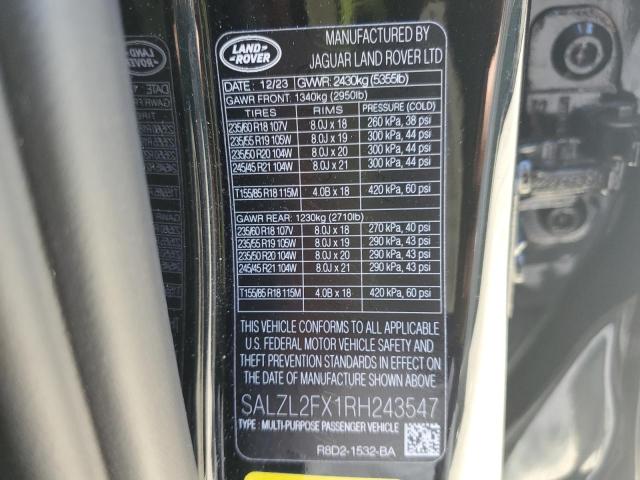 LAND-
ROVER
MANUFACTURED BY
JAGUAR LAND ROVER LTD
DATE: 12/23 GVWR: 2430kg (5355lb)
GAWR FRONT: 1340kg (2950lb)
TIRES RIMS PRESSURE (COLD)
235/60 R18 107V 8.0J x 18 260 kPa, 38 psi
235/55 R19 105W 8.0J x 19 300 kPa, 44 psi
235/50 R20 104W 8.0J x 20 300 kPa, 44 psi
245/45 R21 104W 8.0J x 21 300 kPa, 44 psi
T155/85 R18 115M 4.0B x 18 420 kPa, 60 psi
GAWR REAR: 1230kg (2710lb)
235/60 R18 107V 8.0J x 18 270 kPa, 40 psi
235/55 R19 105W 8.0J x 19 290 kPa, 43 psi
235/50 R20 104W 8.0J x 20 290 kPa, 43 psi
245/45 R21 104W 8.0J x 21 290 kPa, 43 psi
T155/85 R18 115M 4.0B x 18 420 kPa, 60 psi
THIS VEHICLE CONFORMS TO ALL APPLICABLE
U.S. FEDERAL MOTOR VEHICLE SAFETY AND
THEFT PREVENTION STANDARDS IN EFFECT ON
THE DATE OF MANUFACTURE SHOWN ABOVE.
SALZL2FX1RH243547
TYPE: MULTI-PURPOSE PASSENGER VEHICLE
R8D2-1532-BA